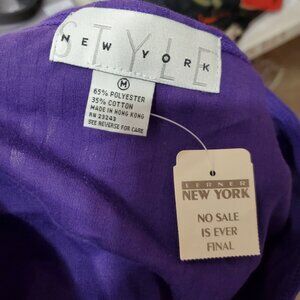 STYLE
NEW YORK
M
65% POLYESTER
35% COTTON
MADE IN HONG KONG
RN 23243
SEE REVERSE FOR CARE
LERNER
NEW YORK
NO SALE
IS EVER
FINAL